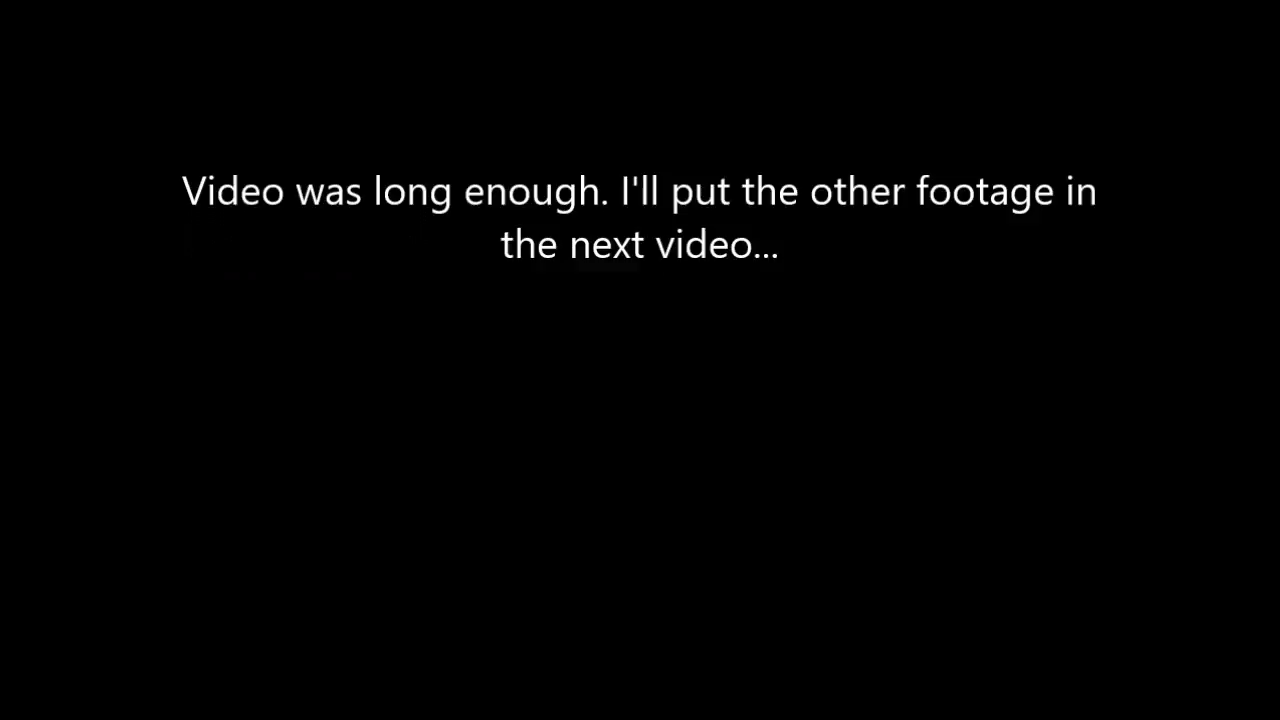 Video was long enough. I'll put the other footage in
the next video...